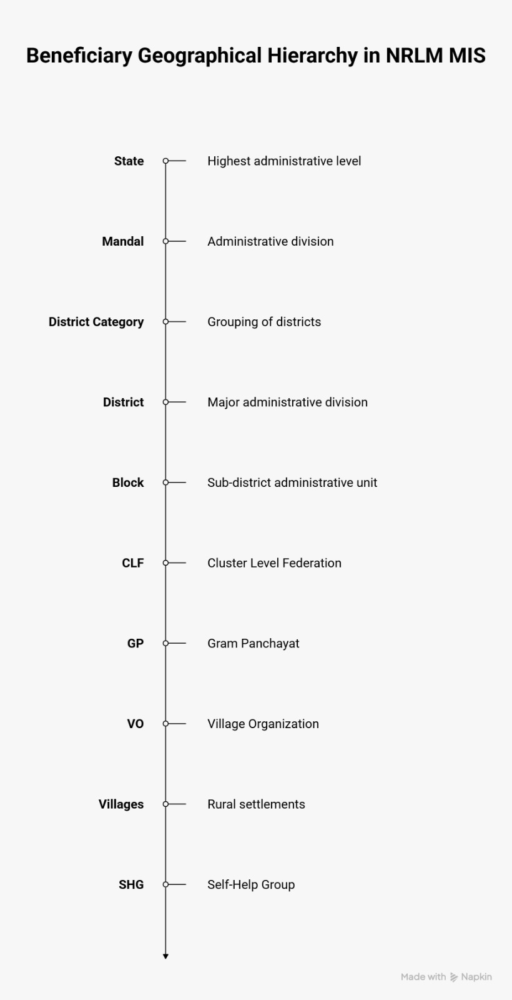 Beneficiary Geographical Hierarchy in NRLM MIS
State Highest administrative level
Mandal Administrative division
District Category Grouping of districts
District Major administrative division
Block Sub-district administrative unit
CLF Cluster Level Federation
GP Gram Panchayat
VO Village Organization
Villages Rural settlements
SHG Self-Help Group
Made with Napkin